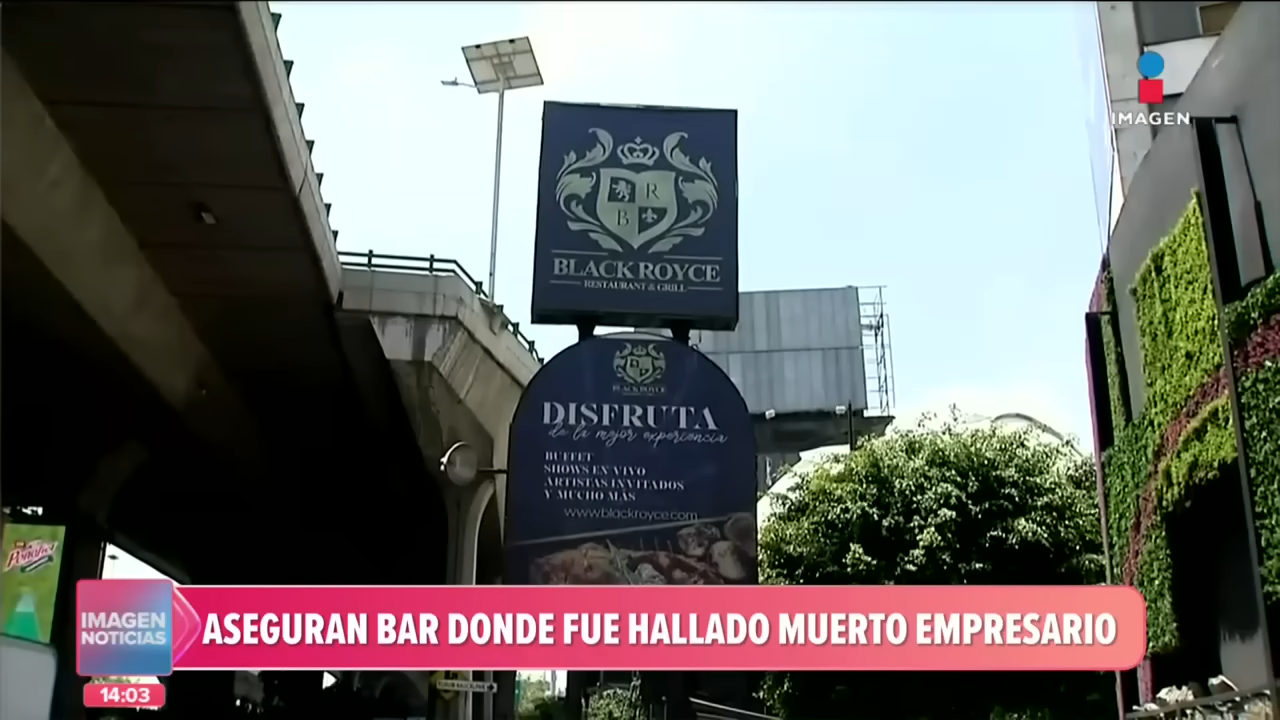 IMAGEN
R
B
BLACK ROYCE
RESTAURANT & GRILL
BLACK ROYCE
DISFRUTA
de la mejor experiencia
BUFFET
SHOWS EN VIVO
ARTISTAS INVITADOS
Y MUCHO MÁS
www.blackroyce.com
Peñafiel
IMAGEN
NOTICIAS
ASEGURAN BAR DONDE FUE HALLADO MUERTO EMPRESARIO
14:03